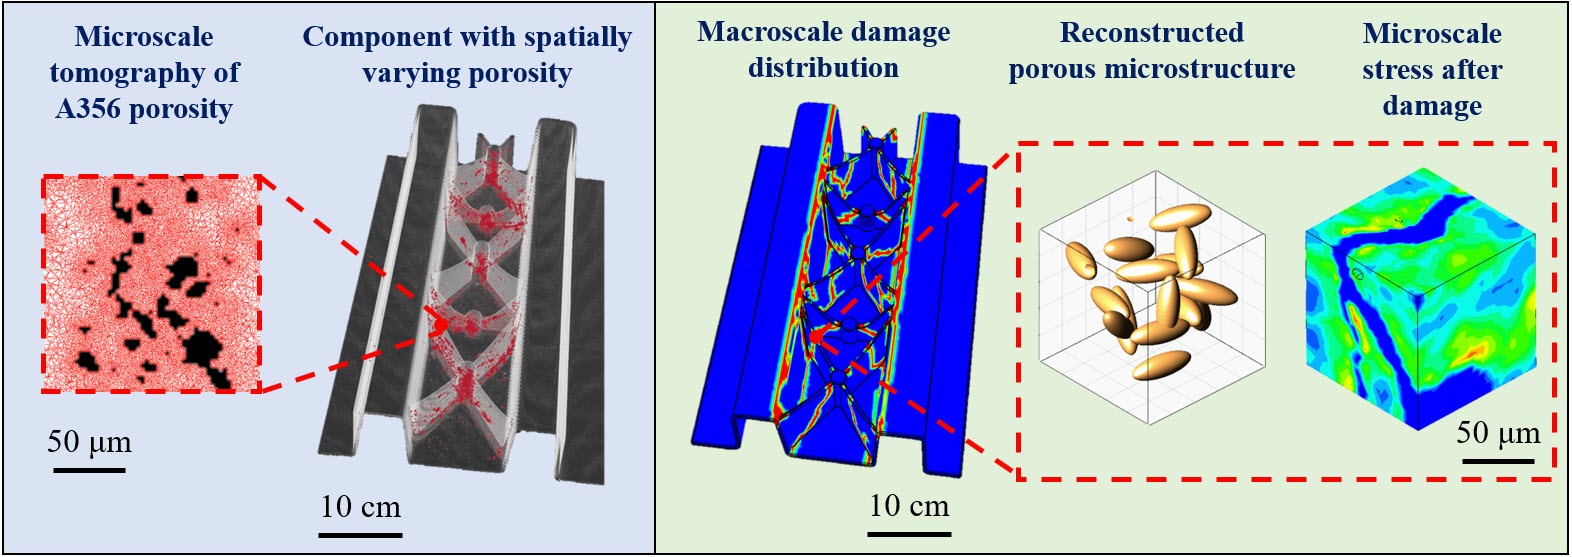 Microscale
tomography of
A356 porosity
Component with spatially
varying porosity
50 μm
10 cm
Macroscale damage
distribution
Reconstructed
porous microstructure
Microscale
stress after
damage
10 cm
50 μm